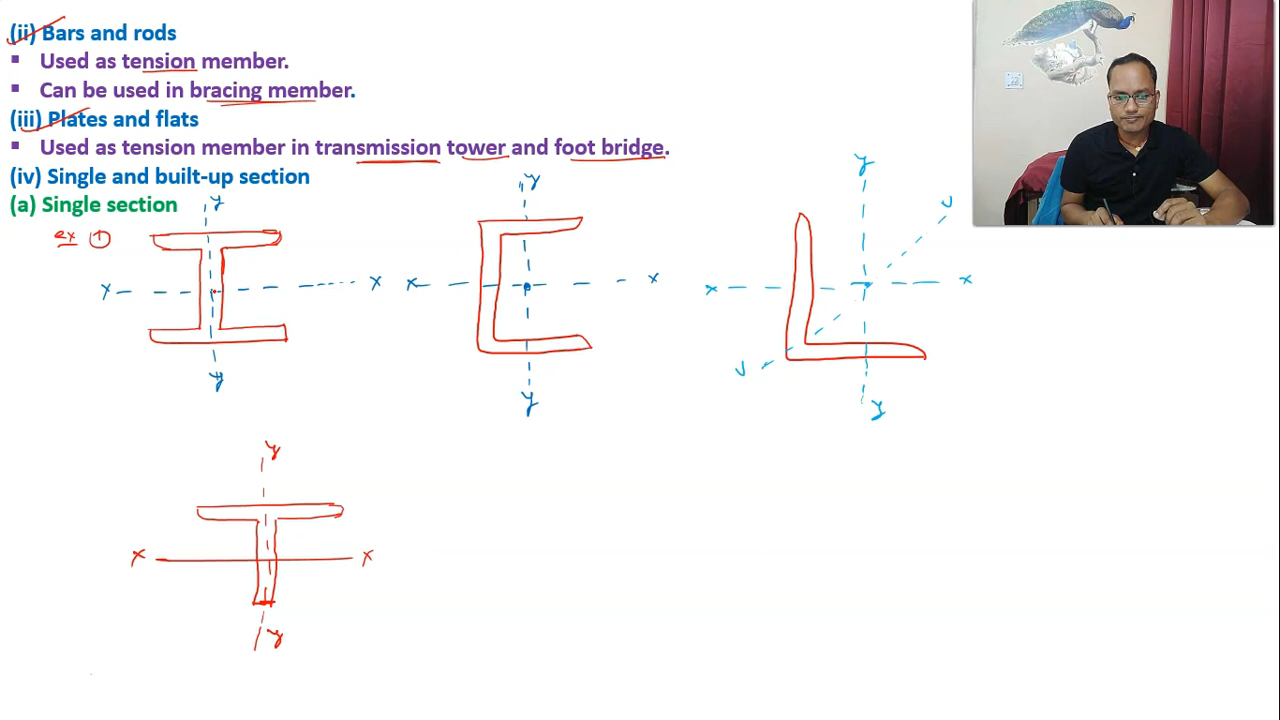 (ii) Bars and rods
▪ Used as tension member.
▪ Can be used in bracing member.
(iii) Plates and flats
▪ Used as tension member in transmission tower and foot bridge.
(iv) Single and built-up section
(a) Single section
ex ①
y
x x
y
y
x x
y
y
v
x x
v
y
y
x x
y